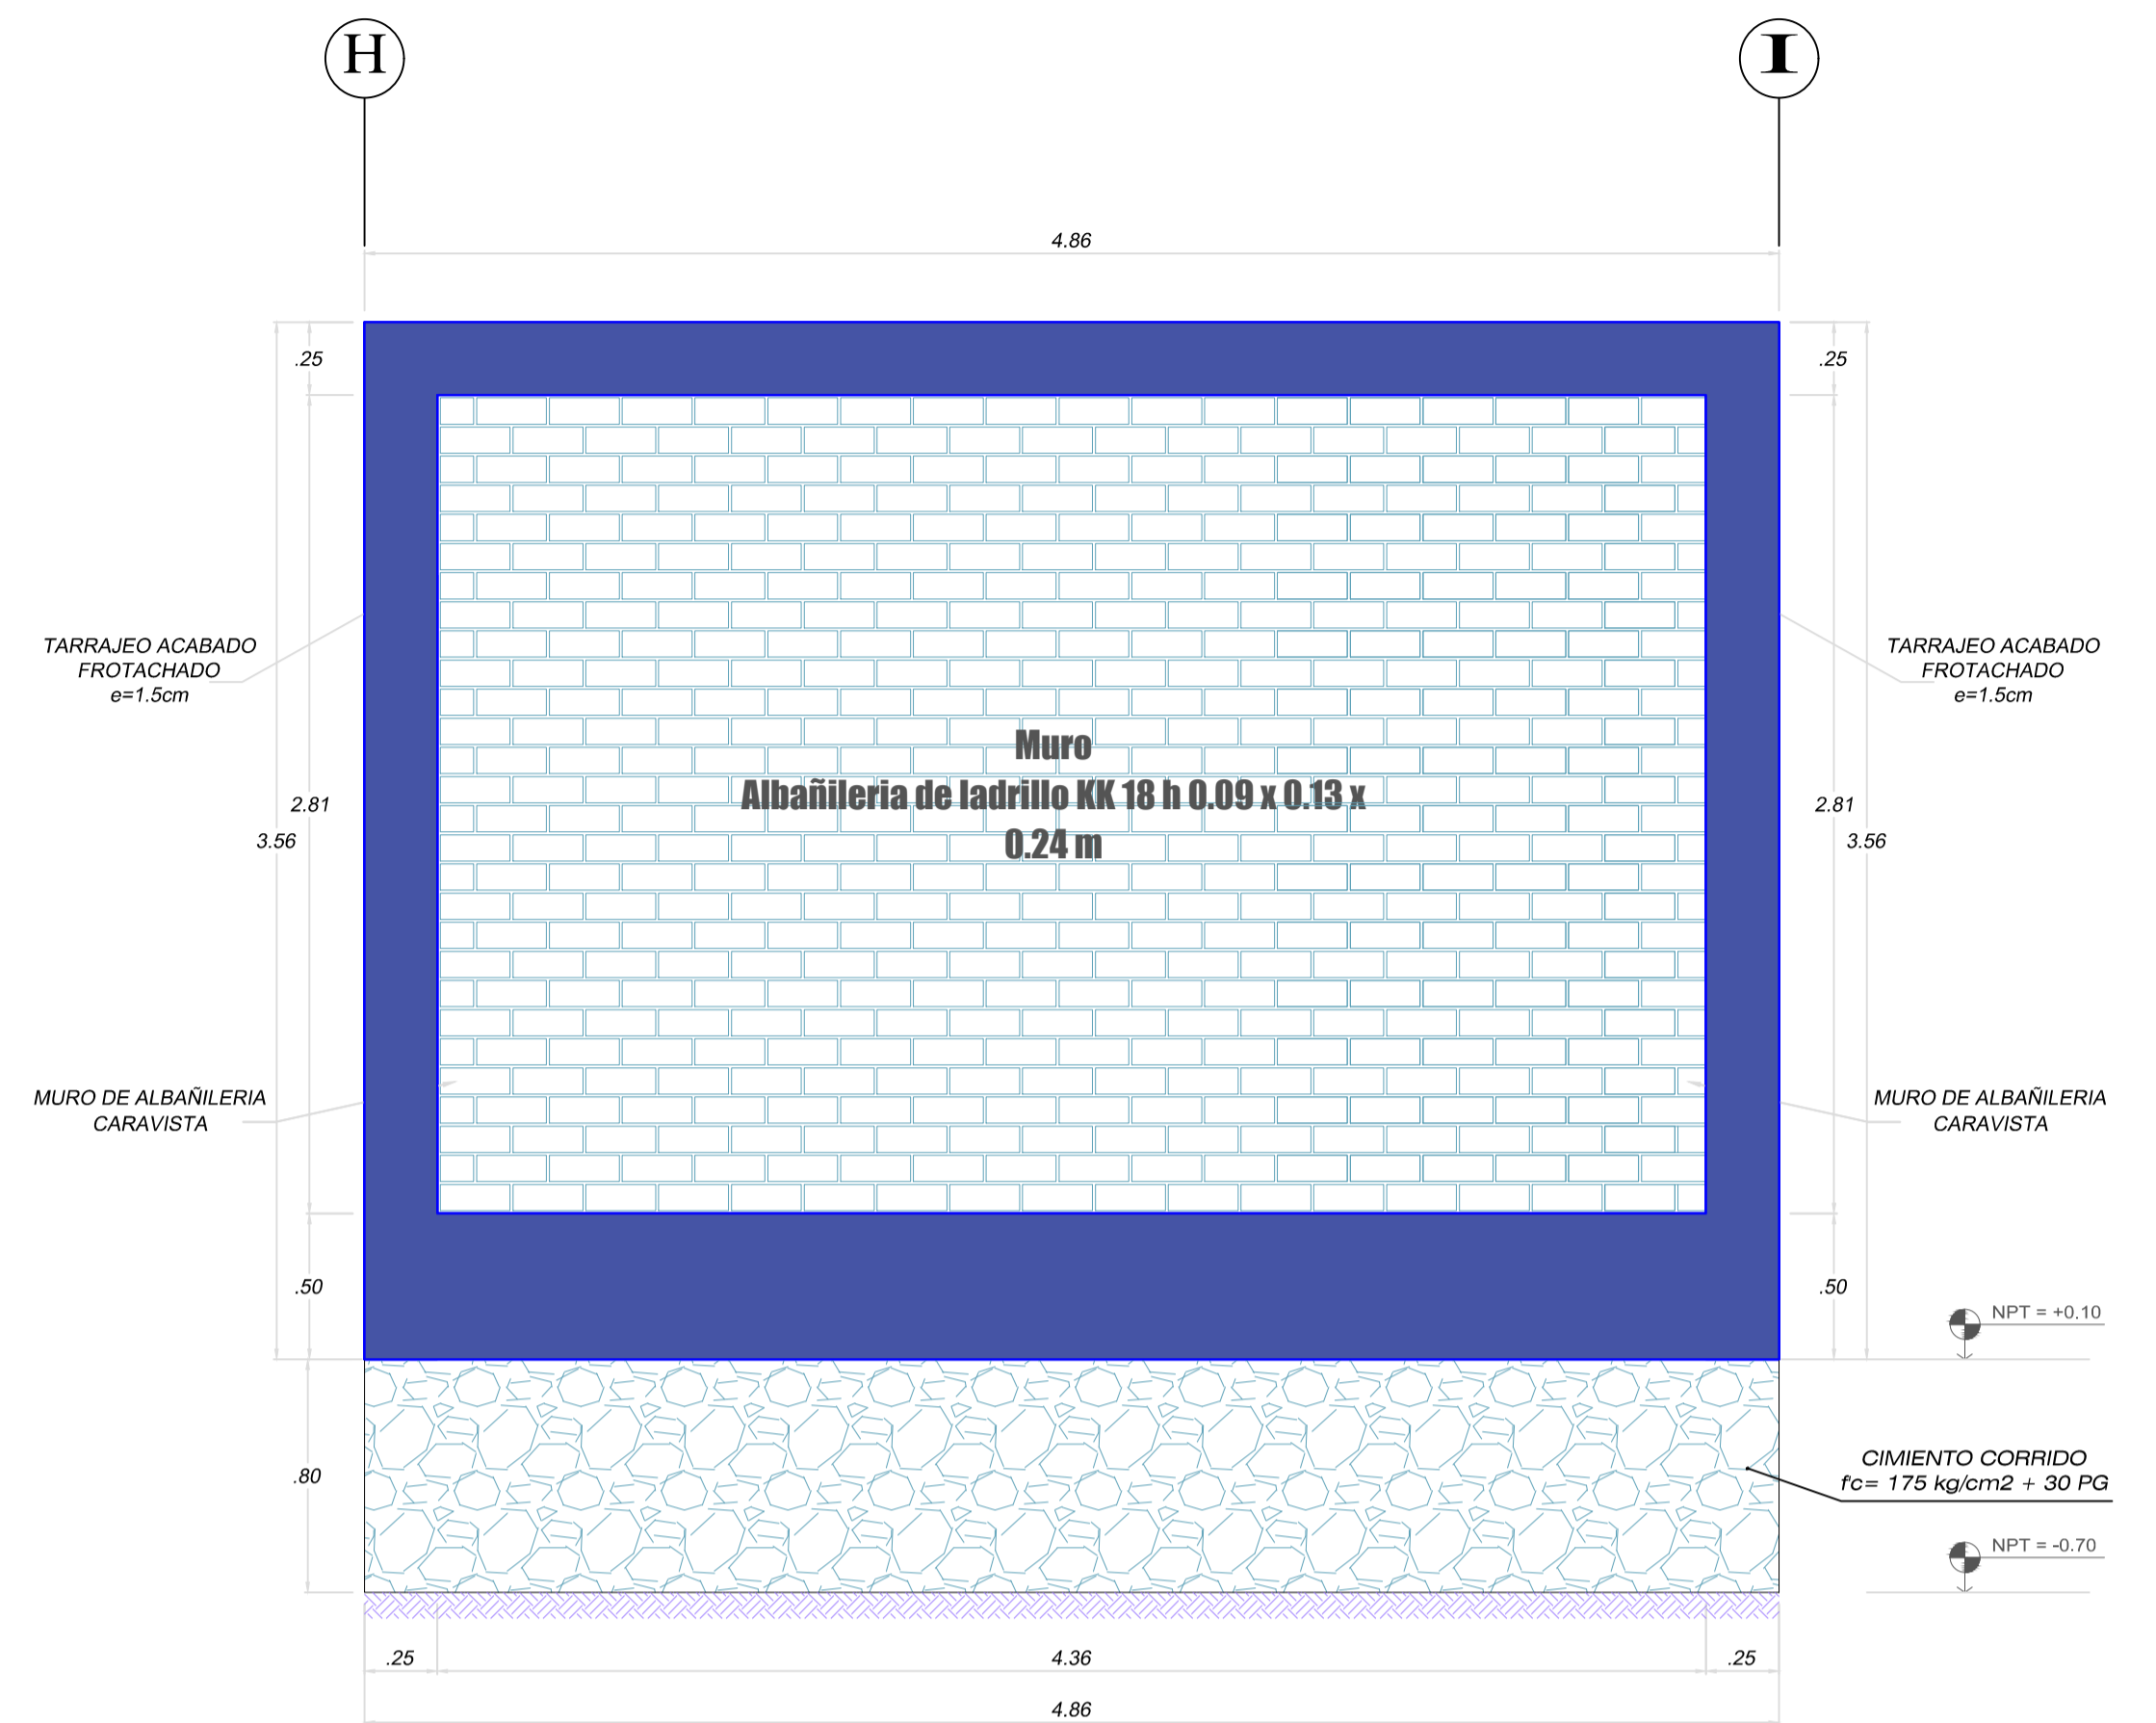 H
I
4.86
.25
.25
TARRAJEO ACABADO
FROTACHADO
e=1.5cm
TARRAJEO ACABADO
FROTACHADO
e=1.5cm
Muro
Albañileria de ladrillo KK 18 h 0.09 x 0.13 x
0.24 m
2.81
3.56
2.81
3.56
MURO DE ALBAÑILERIA
CARAVISTA
MURO DE ALBAÑILERIA
CARAVISTA
.50
.50
NPT = +0.10
.80
CIMIENTO CORRIDO
f'c= 175 kg/cm2 + 30 PG
NPT = -0.70
.25
4.36
.25
4.86